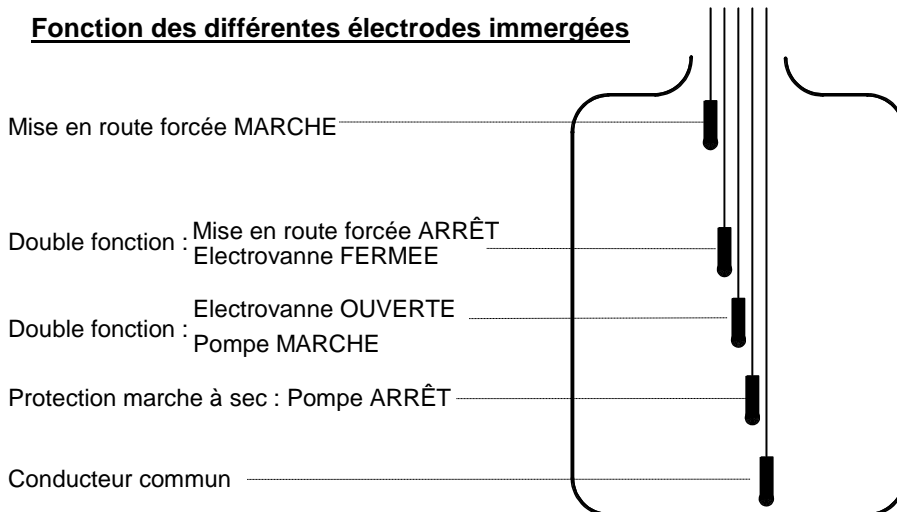 Fonction des différentes électrodes immergées
Mise en route forcée MARCHE
Double fonction : Mise en route forcée ARRÊT
Electrovanne FERMEE
Double fonction : Electrovanne OUVERTE
Pompe MARCHE
Protection marche à sec : Pompe ARRÊT
Conducteur commun